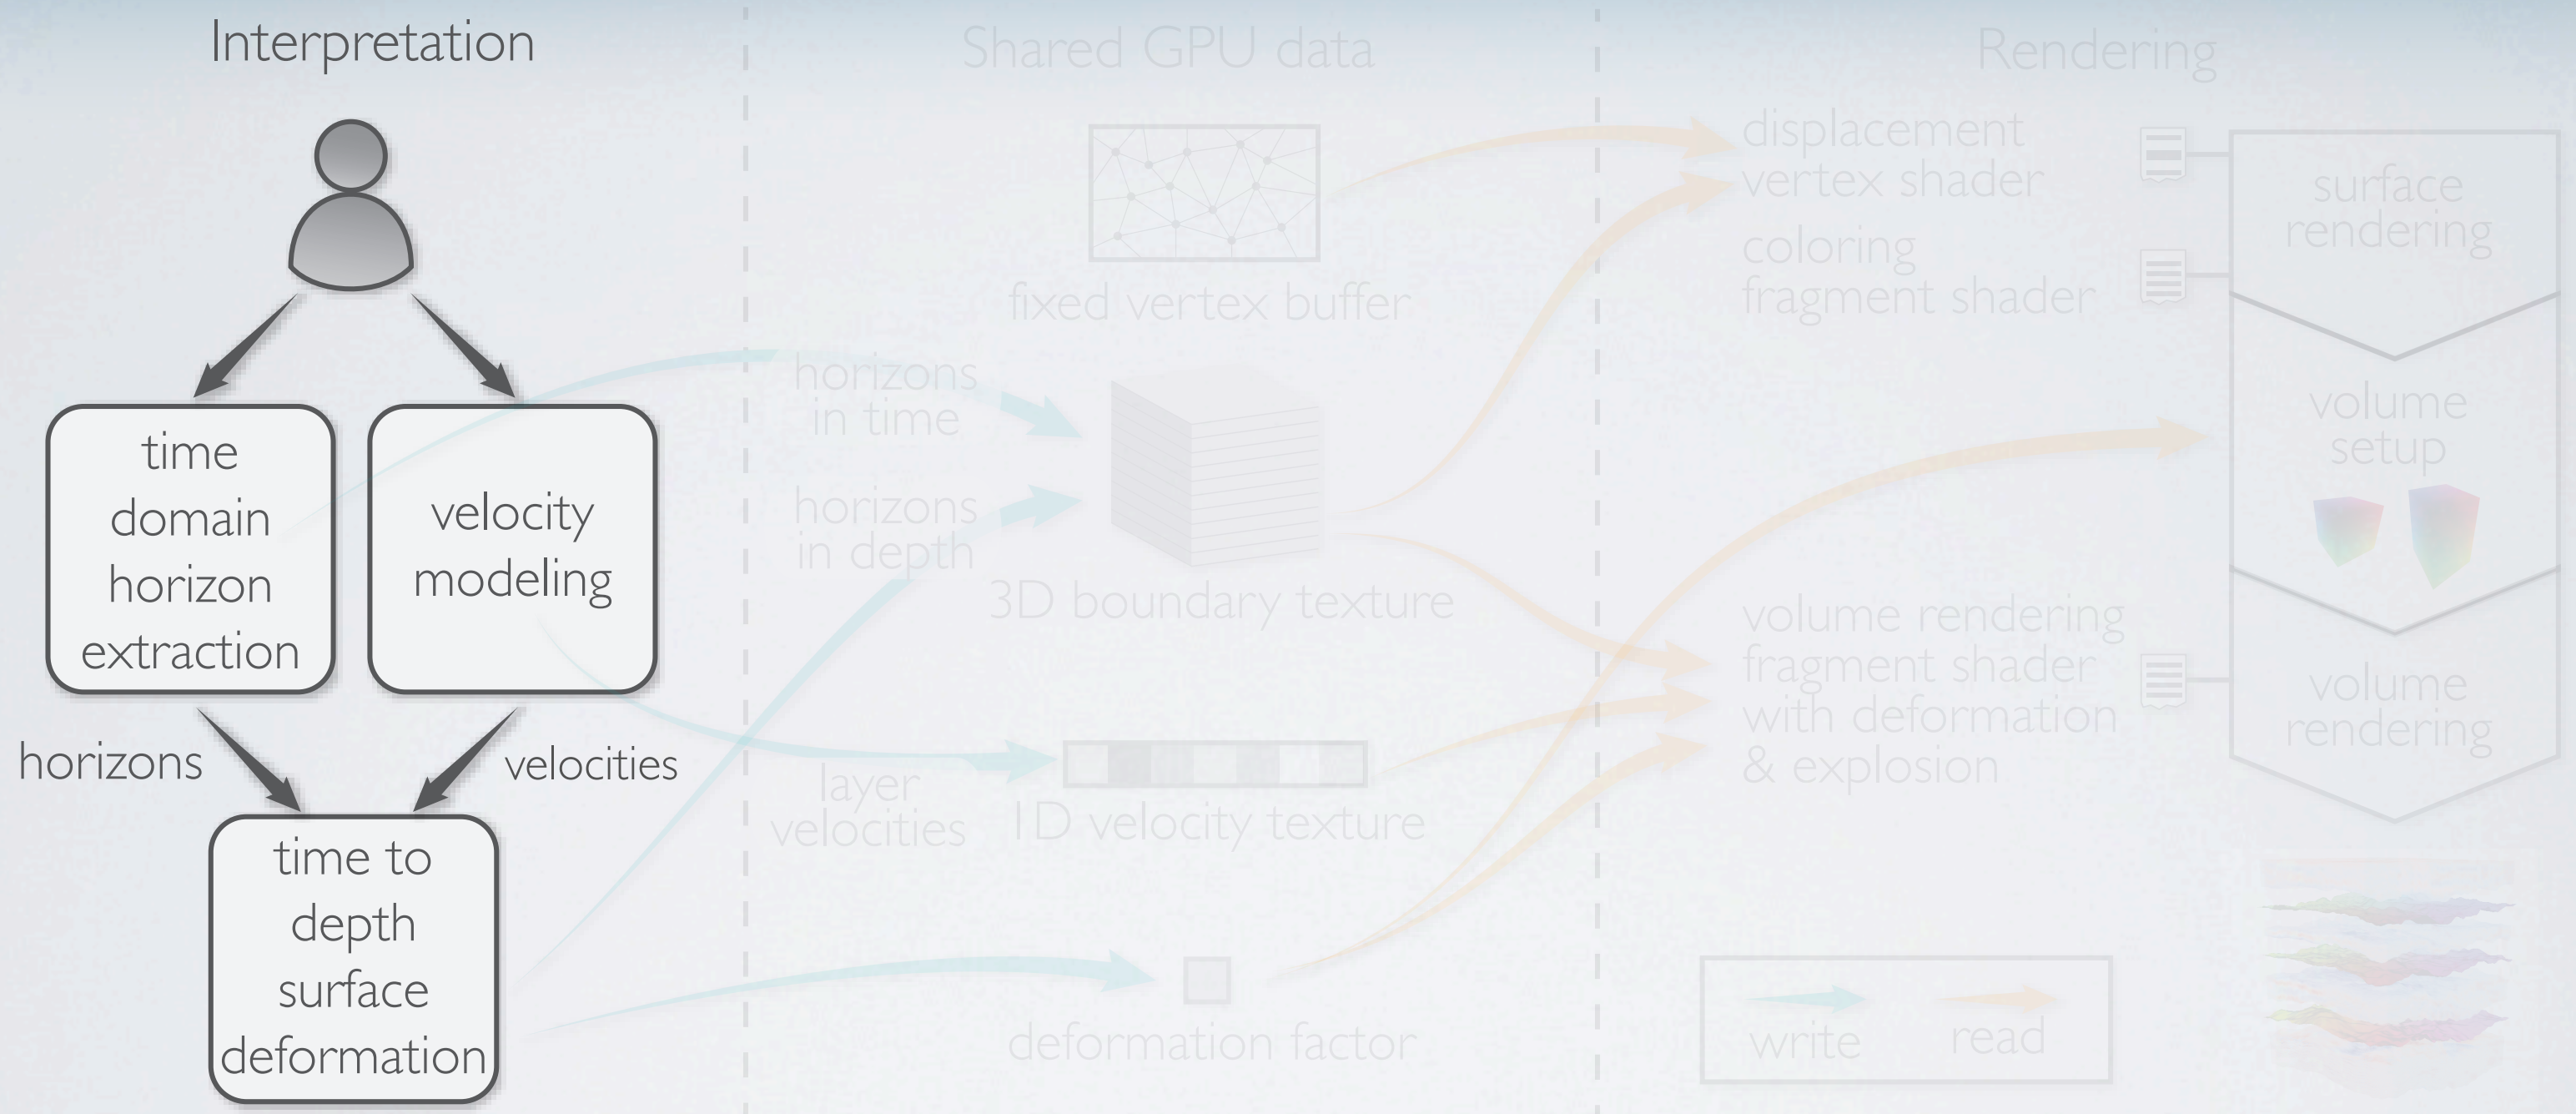 Interpretation
Shared GPU data
Rendering
time
domain
horizon
extraction
velocity
modeling
horizons
velocities
time to
depth
surface
deformation
fixed vertex buffer
horizons
in time
horizons
in depth
3D boundary texture
layer
velocities
1D velocity texture
deformation factor
displacement
vertex shader
coloring
fragment shader
volume rendering
fragment shader
with deformation
& explosion
surface
rendering
volume
setup
volume
rendering
write
read